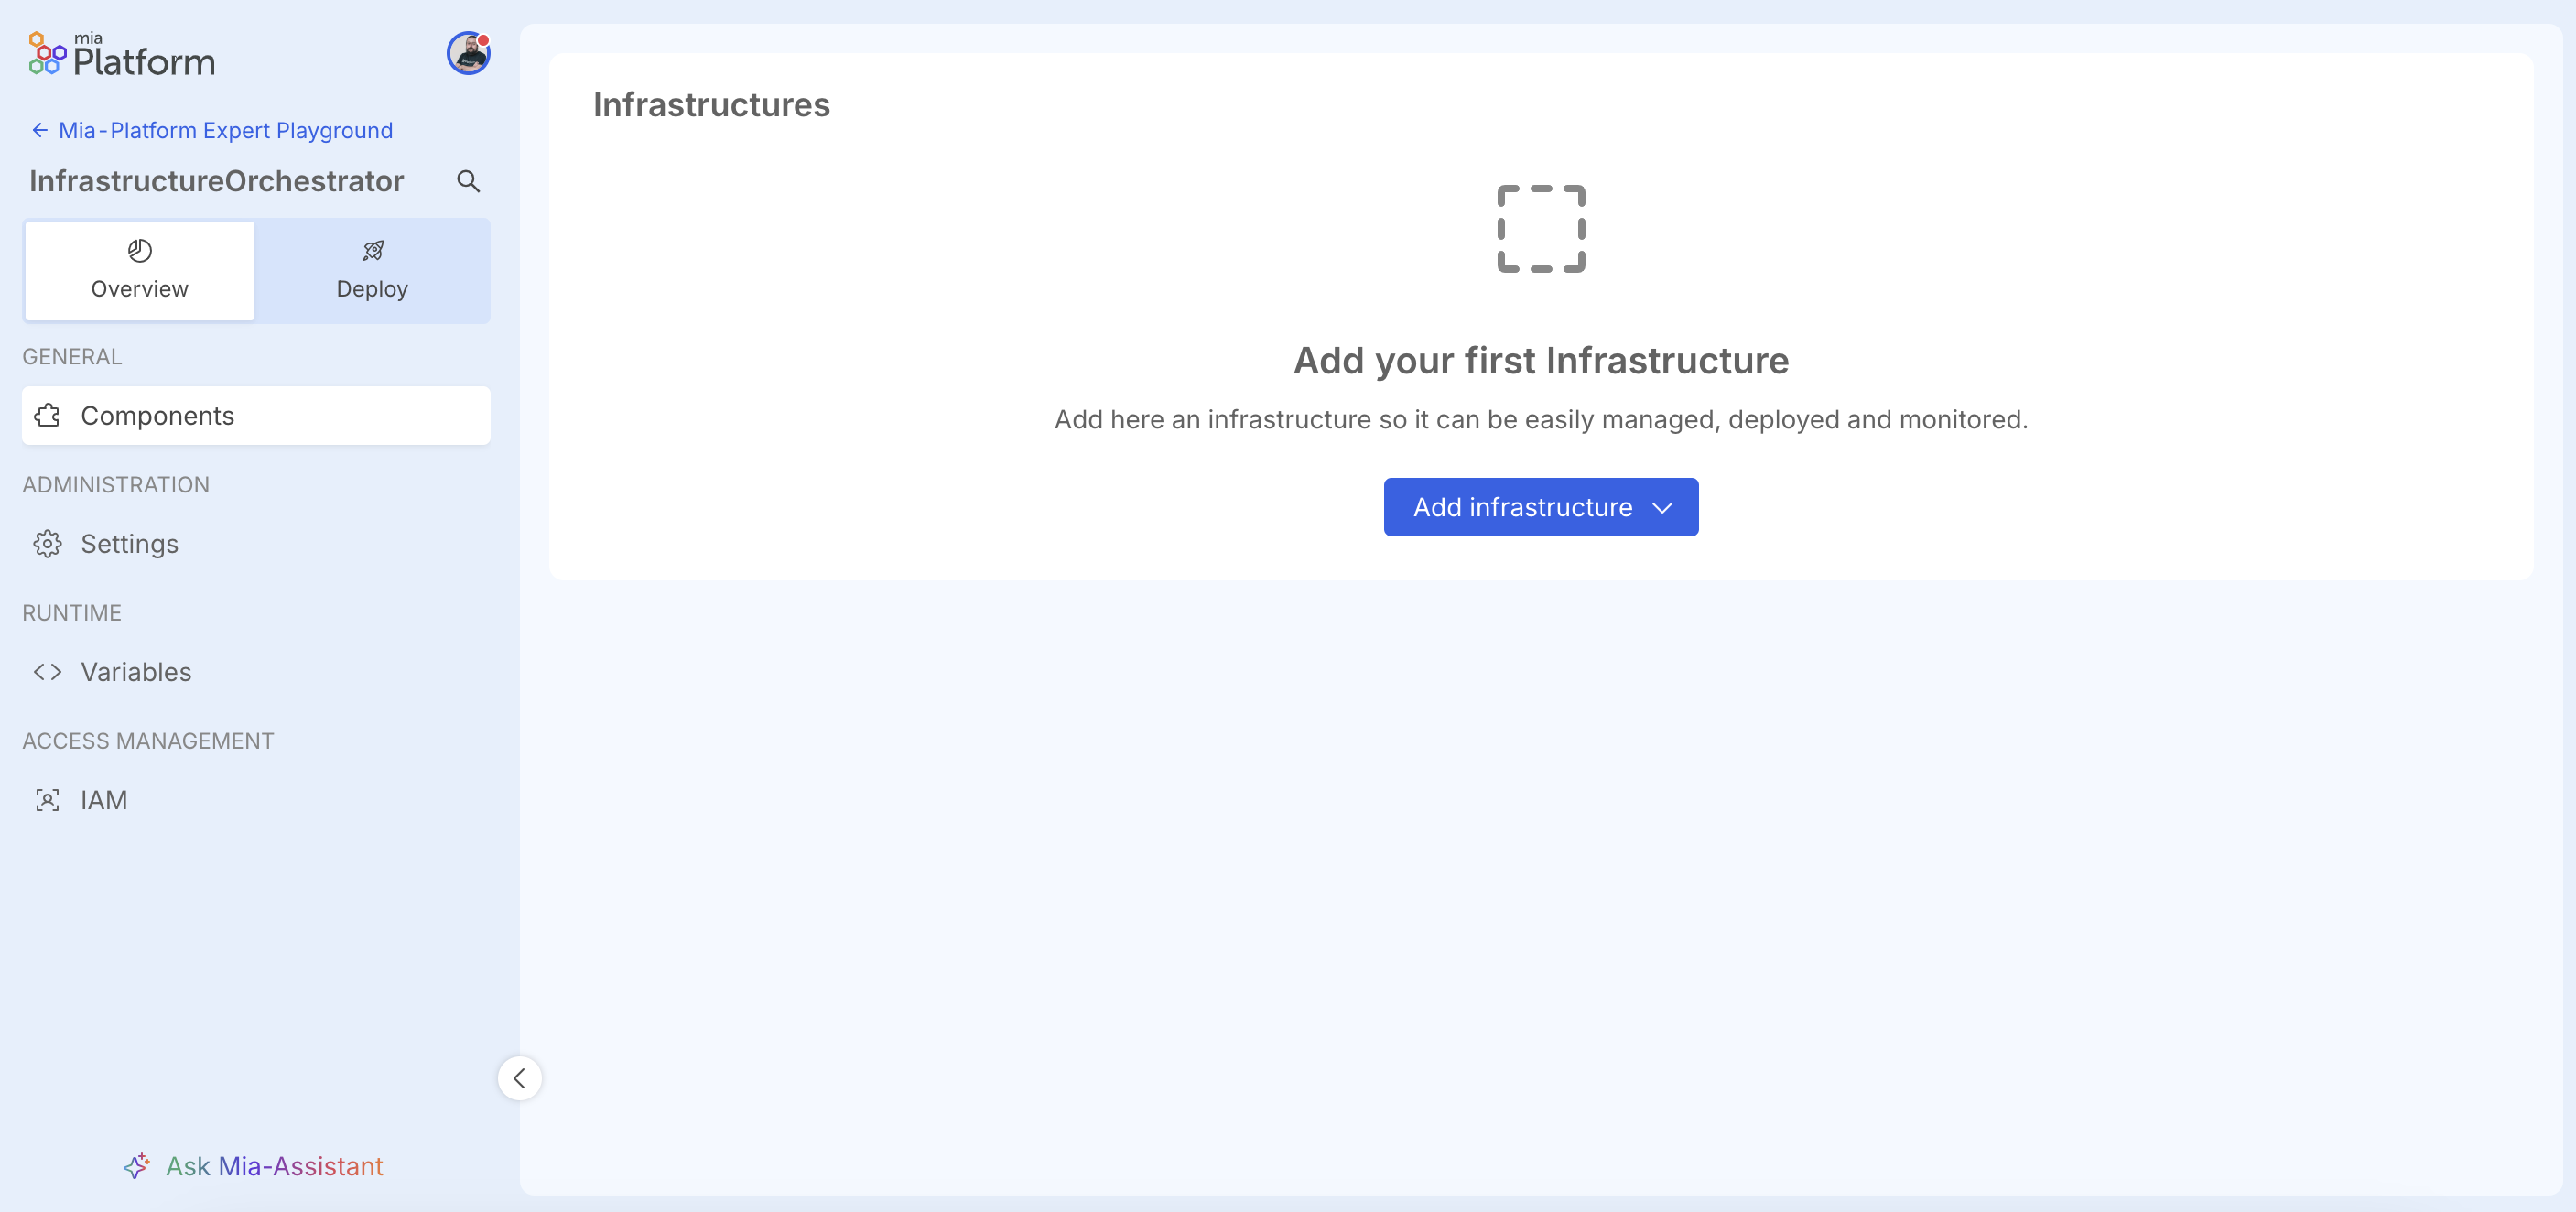 mia
Platform
Mia-Platform Expert Playground
InfrastructureOrchestrator
Overview
Deploy
GENERAL
Components
ADMINISTRATION
Settings
RUNTIME
Variables
ACCESS MANAGEMENT
IAM
Ask Mia-Assistant
Infrastructures
Add your first Infrastructure
Add here an infrastructure so it can be easily managed, deployed and monitored.
Add infrastructure